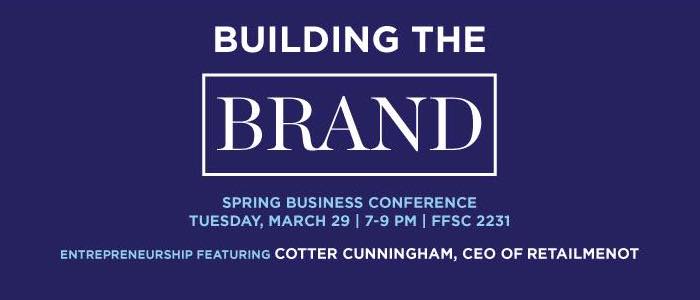 BUILDING THE
BRAND
SPRING BUSINESS CONFERENCE
TUESDAY, MARCH 29 | 7-9 PM | FFSC 2231
ENTREPRENEURSHIP FEATURING COTTER CUNNINGHAM, CEO OF RETAILMENOT